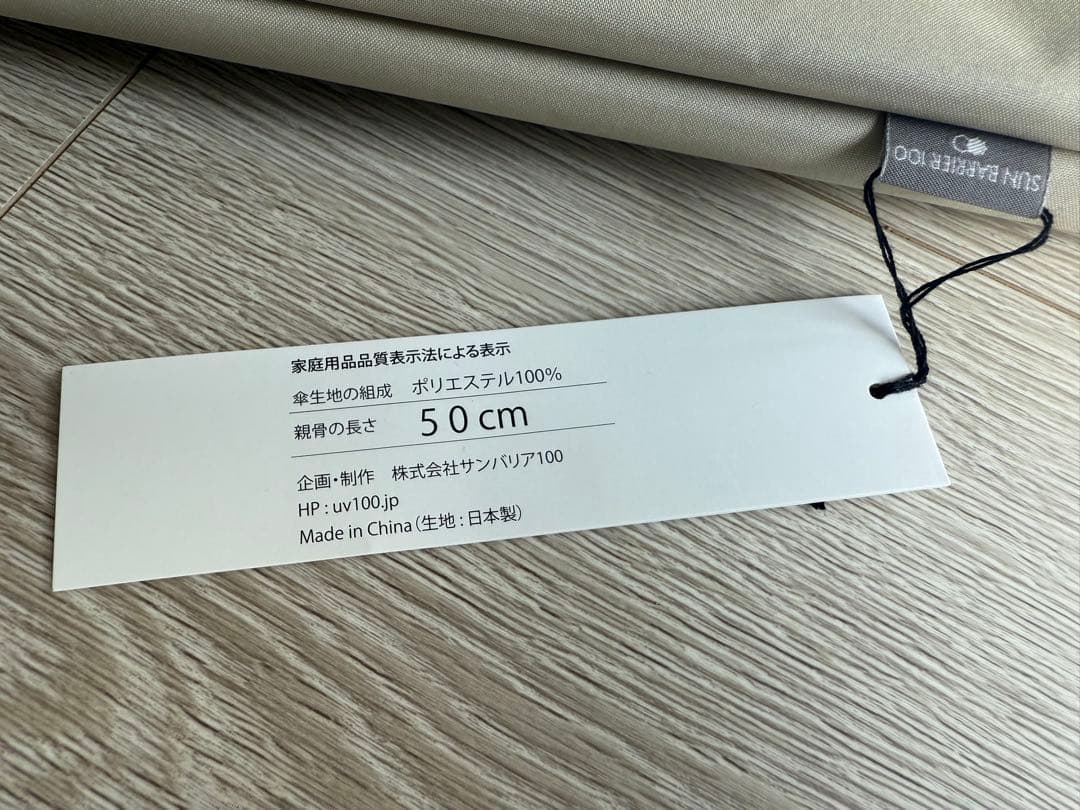 SUN BARRIER 100
家庭用品品質表示法による表示
傘生地の組成　ポリエステル100%
親骨の長さ　５０cm
企画・制作　株式会社サンバリア100
HP : uv100.jp
Made in China（生地 : 日本製）